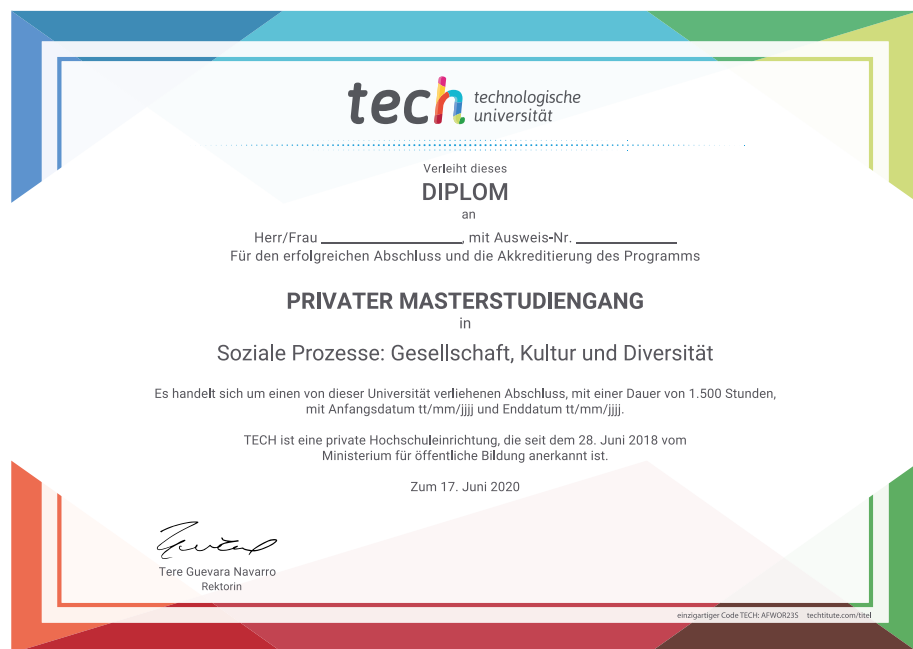 tech technologische
universität
Verleiht dieses
DIPLOM
an
Herr/Frau ____________________, mit Ausweis-Nr. ______________
Für den erfolgreichen Abschluss und die Akkreditierung des Programms
PRIVATER MASTERSTUDIENGANG
in
Soziale Prozesse: Gesellschaft, Kultur und Diversität
Es handelt sich um einen von dieser Universität verliehenen Abschluss, mit einer Dauer von 1.500 Stunden,
mit Anfangsdatum tt/mm/jjjj und Enddatum tt/mm/jjjj.
TECH ist eine private Hochschuleinrichtung, die seit dem 28. Juni 2018 vom
Ministerium für öffentliche Bildung anerkannt ist.
Zum 17. Juni 2020
Tere Guevara Navarro
Rektorin
einzigartiger Code TECH: AFWOR235 techtitute.com/titel